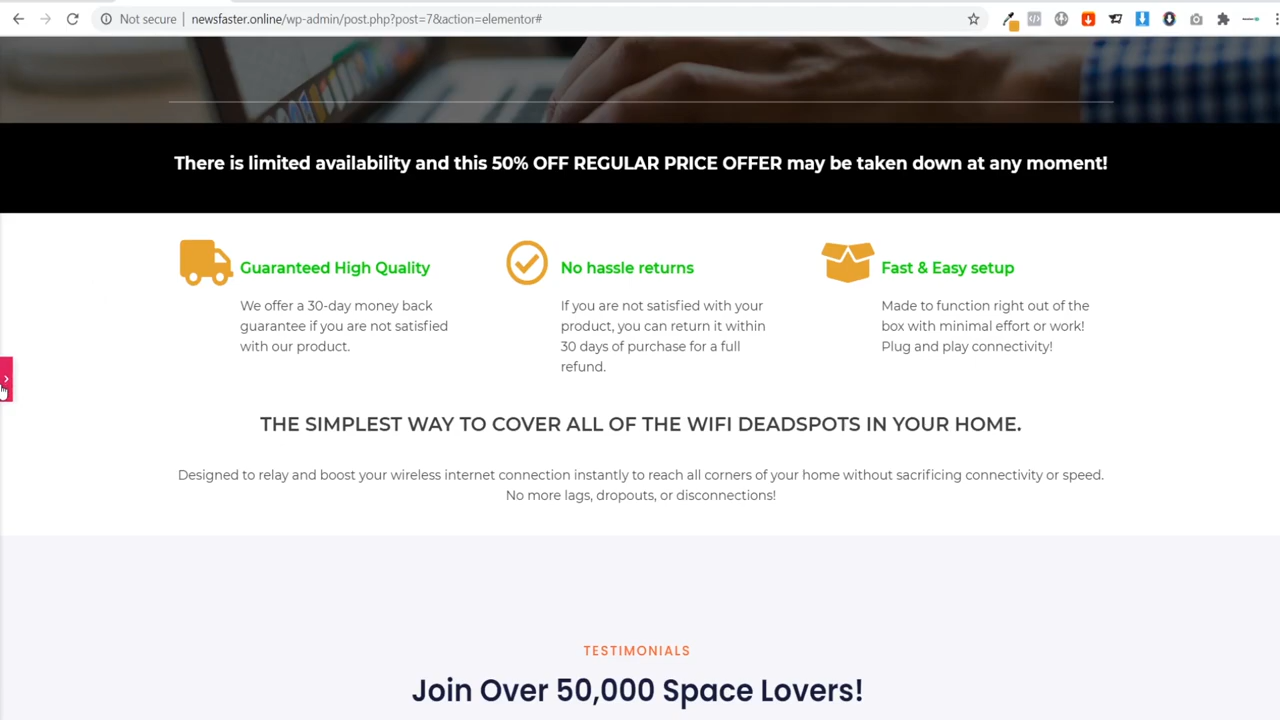 Not secure | newsfaster.online/wp-admin/post.php?post=7&action=elementor#
There is limited availability and this 50% OFF REGULAR PRICE OFFER may be taken down at any moment!
Guaranteed High Quality
We offer a 30-day money back
guarantee if you are not satisfied
with our product.
No hassle returns
If you are not satisfied with your
product, you can return it within
30 days of purchase for a full
refund.
Fast & Easy setup
Made to function right out of the
box with minimal effort or work!
Plug and play connectivity!
THE SIMPLEST WAY TO COVER ALL OF THE WIFI DEADSPOTS IN YOUR HOME.
Designed to relay and boost your wireless internet connection instantly to reach all corners of your home without sacrificing connectivity or speed.
No more lags, dropouts, or disconnections!
TESTIMONIALS
Join Over 50,000 Space Lovers!